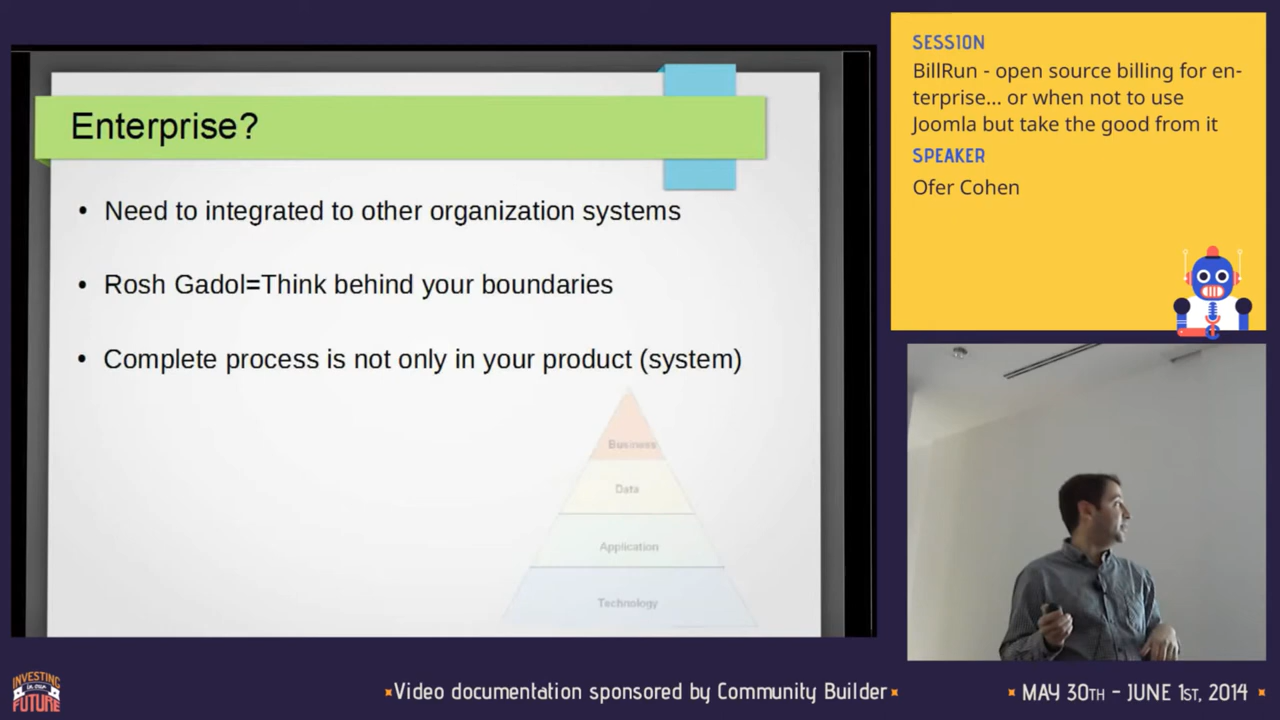 Enterprise?
• Need to integrated to other organization systems
• Rosh Gadol=Think behind your boundaries
• Complete process is not only in your product (system)
Business
Data
Application
Technology
SESSION
BillRun - open source billing for en-
terprise... or when not to use
Joomla but take the good from it
SPEAKER
Ofer Cohen
INVESTING
IN OUR
FUTURE
Video documentation sponsored by Community Builder
MAY 30TH - JUNE 1ST, 2014